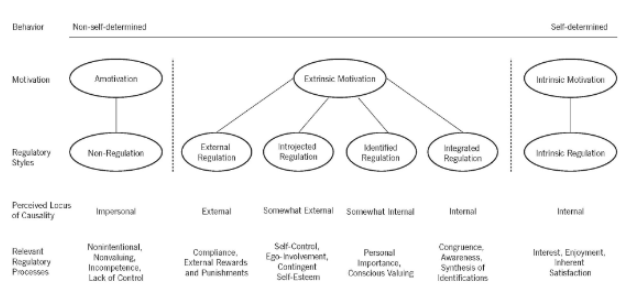 Behavior Non-self-determined Self-determined
Motivation Amotivation Extrinsic Motivation Intrinsic Motivation
Regulatory
Styles
Non-Regulation
External
Regulation
Introjected
Regulation
Identified
Regulation
Integrated
Regulation
Intrinsic Regulation
Perceived Locus
of Causality
Impersonal External Somewhat External Somewhat Internal Internal Internal
Relevant
Regulatory
Processes
Nonintentional,
Nonvaluing,
Incompetence,
Lack of Control
Compliance,
External Rewards
and Punishments
Self-Control,
Ego-Involvement,
Contingent
Self-Esteem
Personal
Importance,
Conscious Valuing
Congruence,
Awareness,
Synthesis of
Identifications
Interest, Enjoyment,
Inherent
Satisfaction